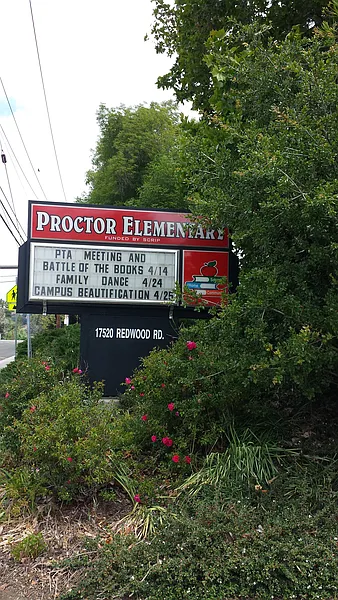 PROCTOR ELEMENTARY
FUNDED BY SGRIP
PTA MEETING AND
BATTLE OF THE BOOKS 4/14
FAMILY DANCE 4/24
CAMPUS BEAUTIFICATION 4/25
17520 REDWOOD RD.